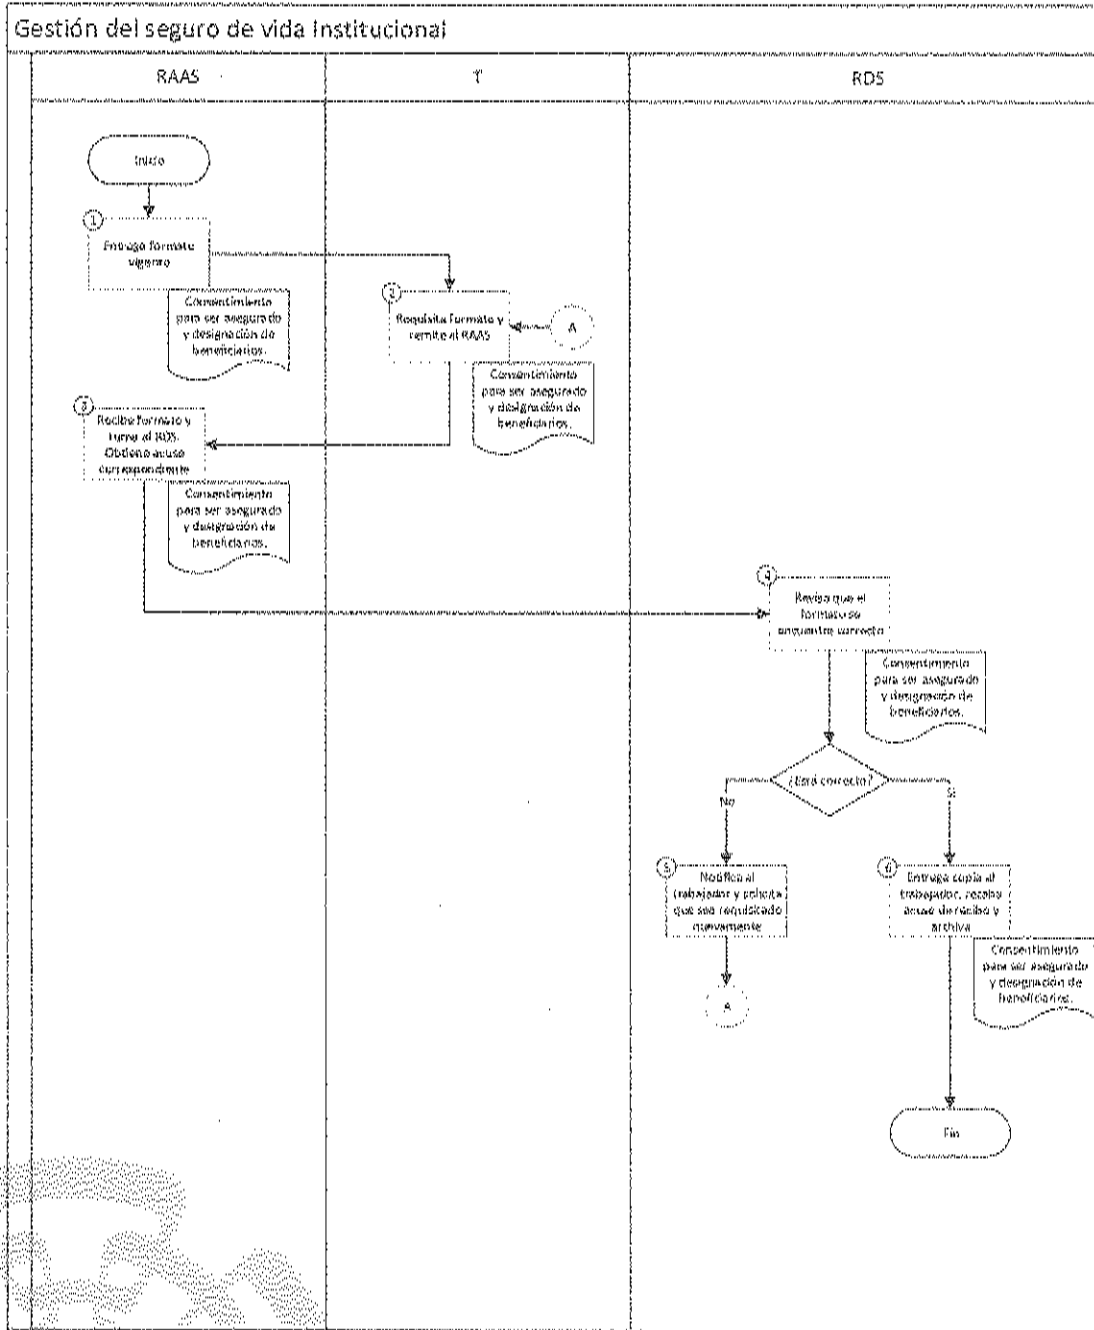 Gestión del seguro de vida Institucional
RAAS
T
RDS
Inicio
1
Entrega formato
vigente
Consentimiento
para ser asegurado
y designación de
beneficiarios.
2
Requisita formato y
remite al RAAS
A
Consentimiento
para ser asegurado
y designación de
beneficiarios.
3
Recibe formato y
turna al RDS.
Obtiene acuse
correspondiente
Consentimiento
para ser asegurado
y designación de
beneficiarios.
4
Revisa que el
formato se
encuentre correcto
Consentimiento
para ser asegurado
y designación de
beneficiarios.
¿Está correcto?
No
Si
5
Notifica al
trabajador y solicita
que sea requisitado
nuevamente
6
Entrega copia al
trabajador, recaba
acuse de recibo y
archiva
Consentimiento
para ser asegurado
y designación de
beneficiarios.
A
Fin